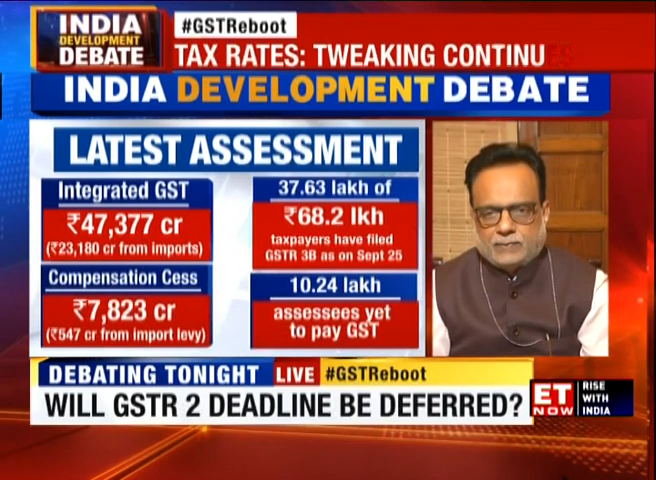 INDIA
DEVELOPMENT
DEBATE
#GSTReboot
TAX RATES: TWEAKING CONTINUES
INDIA DEVELOPMENT DEBATE
LATEST ASSESSMENT
Integrated GST
₹47,377 cr
(₹23,180 cr from imports)
Compensation Cess
₹7,823 cr
(₹547 cr from import levy)
37.63 lakh of
₹68.2 lkh
taxpayers have filed
GSTR 3B as on Sept 25
10.24 lakh
assessees yet
to pay GST
DEBATING TONIGHT LIVE #GSTReboot
WILL GSTR 2 DEADLINE BE DEFERRED?
ET
NOW
RISE
WITH
INDIA